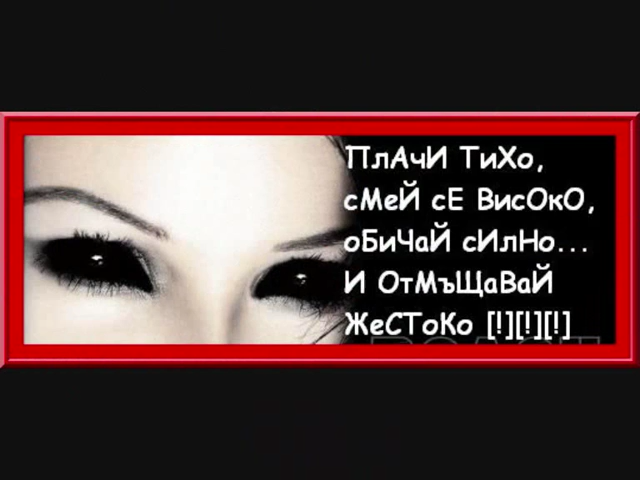 ПлАчИ ТиХо,
сМеЙ сЕ ВисОкО,
оБиЧаЙ сИлНо...
И ОтМъЩаВаЙ
ЖеСТоКо [!][!][!]